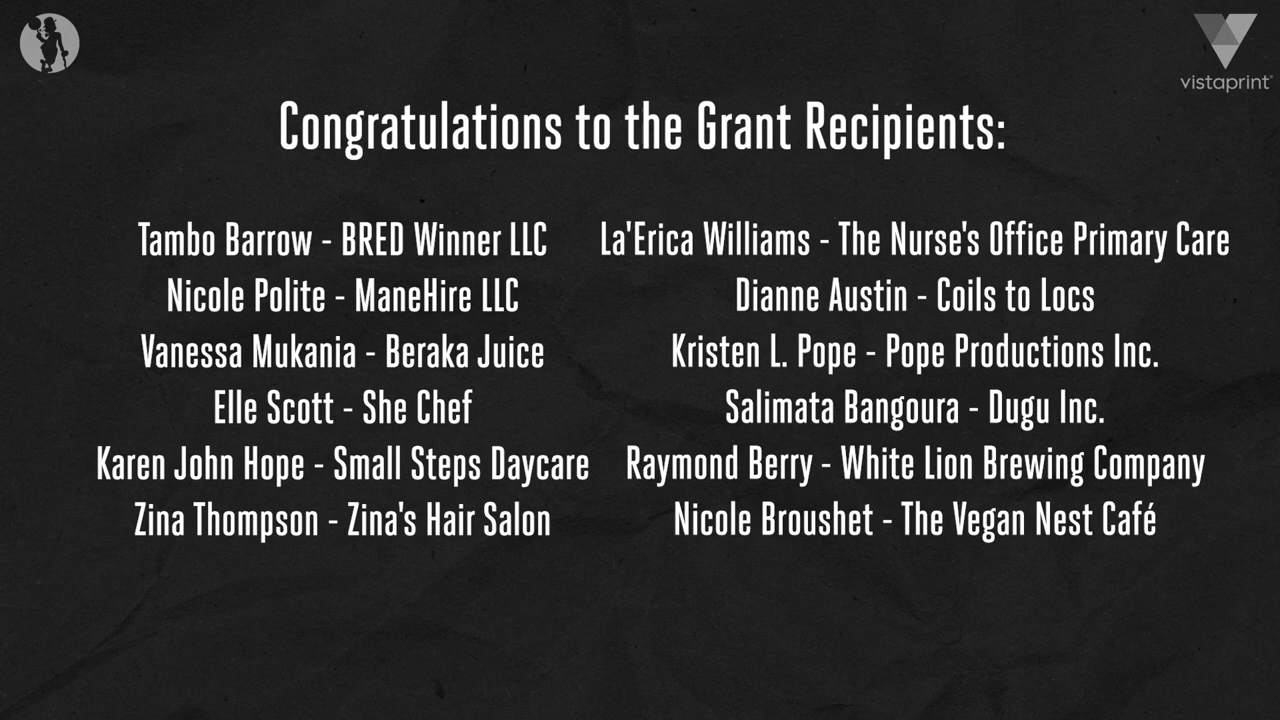 vistaprint
Congratulations to the Grant Recipients:
Tambo Barrow - BRED Winner LLC
Nicole Polite - ManeHire LLC
Vanessa Mukania - Beraka Juice
Elle Scott - She Chef
Karen John Hope - Small Steps Daycare
Zina Thompson - Zina's Hair Salon
La'Erica Williams - The Nurse's Office Primary Care
Dianne Austin - Coils to Locs
Kristen L. Pope - Pope Productions Inc.
Salimata Bangoura - Dugu Inc.
Raymond Berry - White Lion Brewing Company
Nicole Broushet - The Vegan Nest Café